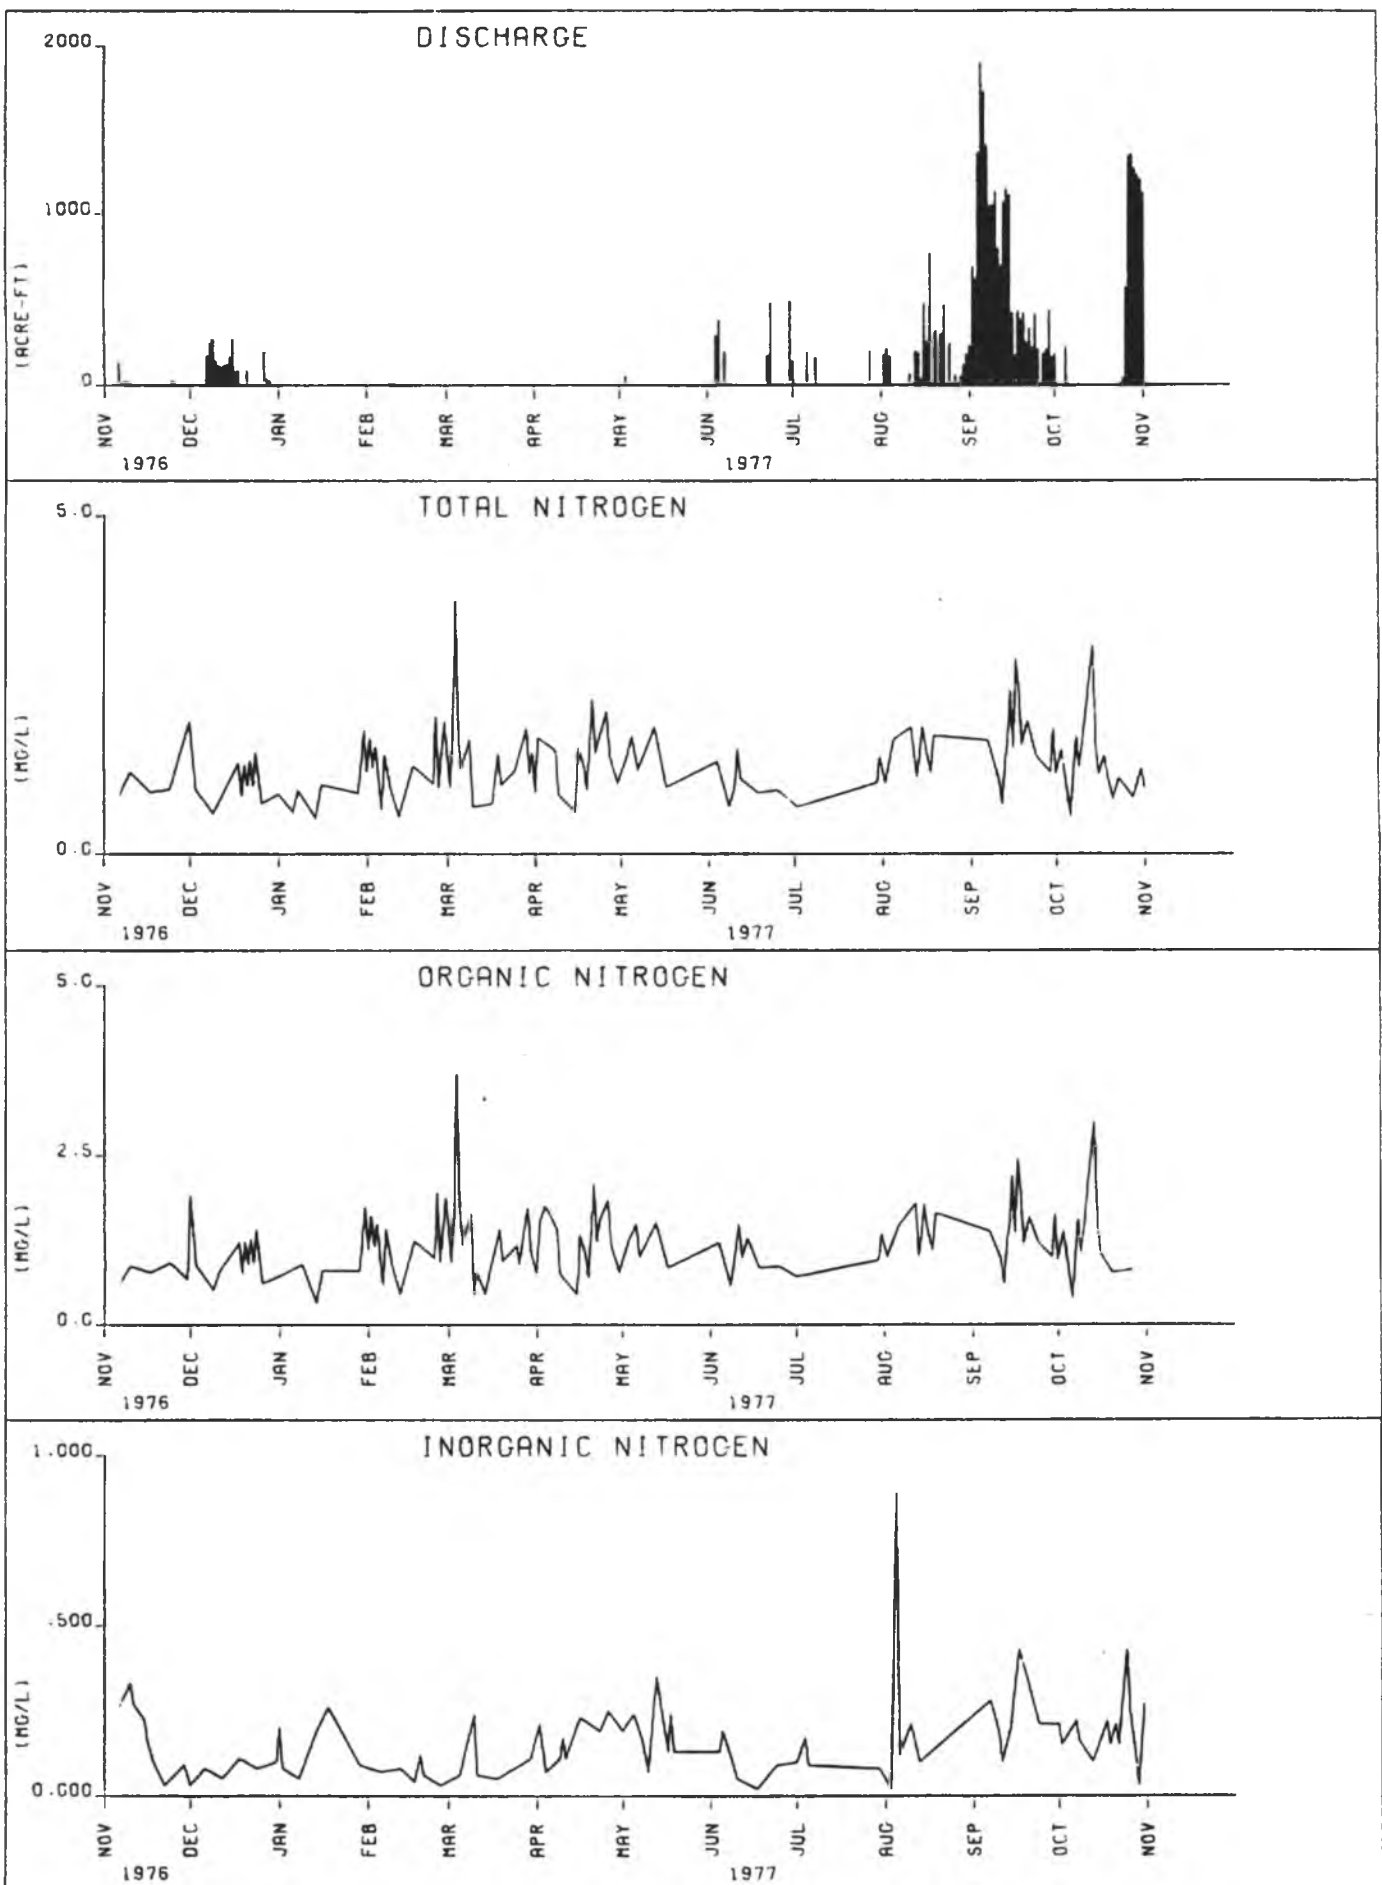 DISCHARGE
2000
1000
0
(ACRE-FT)
NOV DEC JAN FEB MAR APR MAY JUN JUL AUG SEP OCT NOV
1976 1977
TOTAL NITROGEN
5.0
0.0
(MG/L)
NOV DEC JAN FEB MAR APR MAY JUN JUL AUG SEP OCT NOV
1976 1977
ORGANIC NITROGEN
5.0
2.5
0.0
(MG/L)
NOV DEC JAN FEB MAR APR MAY JUN JUL AUG SEP OCT NOV
1976 1977
INORGANIC NITROGEN
1.000
.500
0.000
(MG/L)
NOV DEC JAN FEB MAR APR MAY JUN JUL AUG SEP OCT NOV
1976 1977